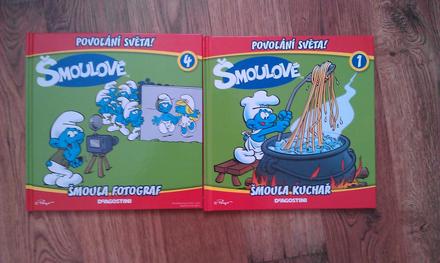 POVOLÁNÍ SVĚTA!
4
ŠMOULOVÉ
ŠMOULA FOTOGRAF
DeAGOSTINI
POVOLÁNÍ SVĚTA!
1
ŠMOULOVÉ
ŠMOULA KUCHAŘ
DeAGOSTINI